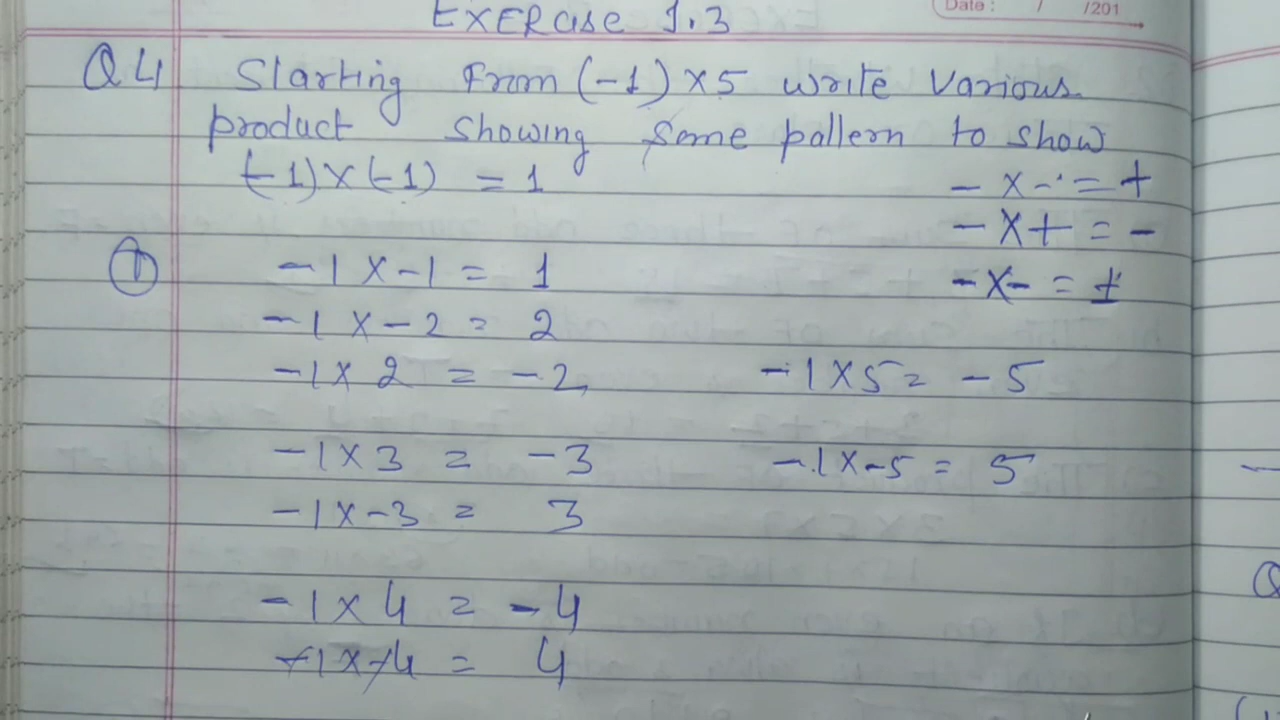 EXERCISE 1.3
Date : / /201
Q4 Starting From (-1) × 5 write various
product showing some pattern to show
(-1) × (-1) = 1
- × - = +
- × + = -
① -1 × -1 = 1
- × - = +
-1 × -2 = 2
-1 × 2 = -2
-1 × 5 = -5
-1 × 3 = -3
-1 × -5 = 5
-1 × -3 = 3
-1 × 4 = -4
-1 × -4 = 4